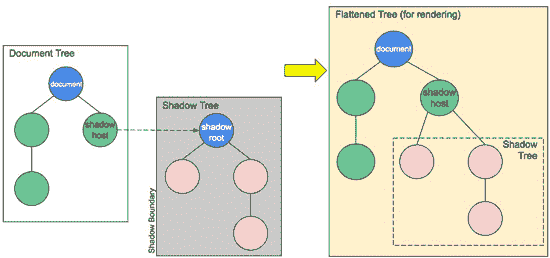 Document Tree
document
shadow
host
Shadow Tree
shadow
root
Shadow Boundary
Flattened Tree (for rendering)
document
shadow
host
Shadow
Tree